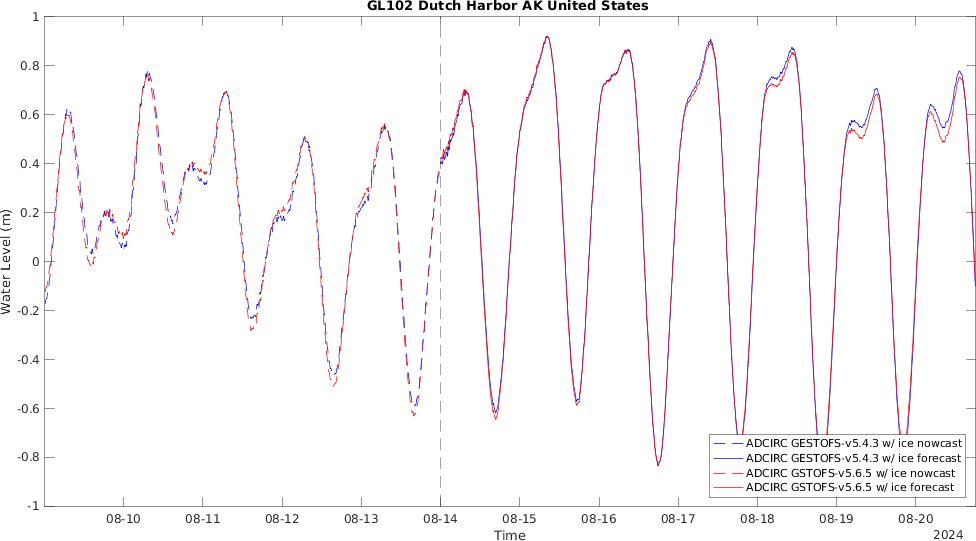 GL102 Dutch Harbor AK United States
Water Level (m)
1
0.8
0.6
0.4
0.2
0
-0.2
-0.4
-0.6
-0.8
-1
08-10 08-11 08-12 08-13 08-14 08-15 08-16 08-17 08-18 08-19 08-20
Time
2024
ADCIRC GESTOFS-v5.4.3 w/ ice nowcast
ADCIRC GESTOFS-v5.4.3 w/ ice forecast
ADCIRC GSTOFS-v5.6.5 w/ ice nowcast
ADCIRC GSTOFS-v5.6.5 w/ ice forecast